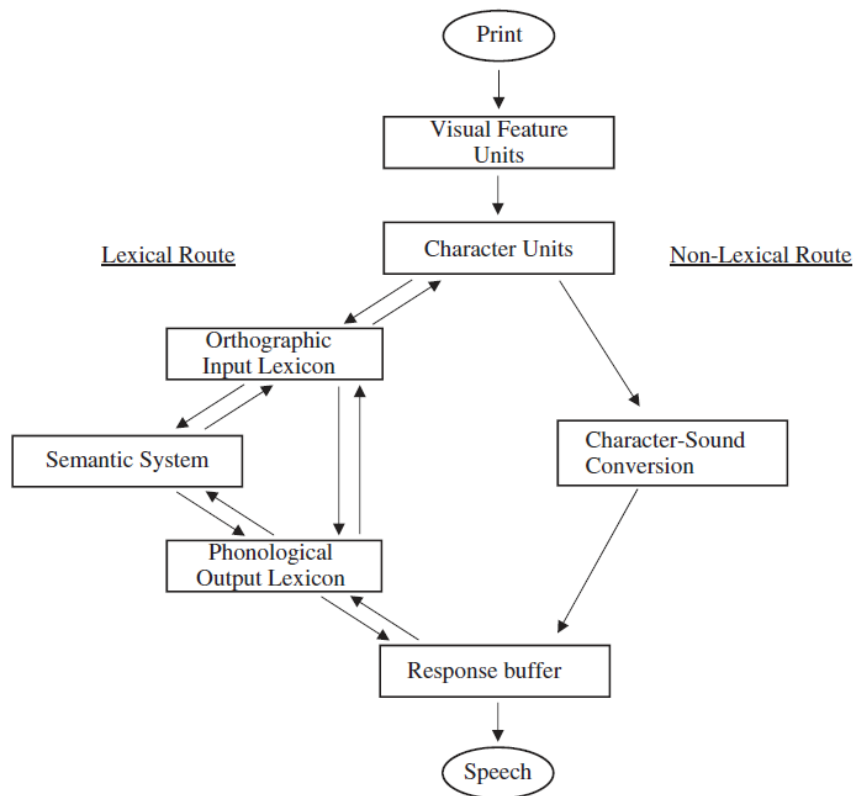 Print
Visual Feature
Units
Character Units
Lexical Route
Non-Lexical Route
Orthographic
Input Lexicon
Semantic System
Character-Sound
Conversion
Phonological
Output Lexicon
Response buffer
Speech